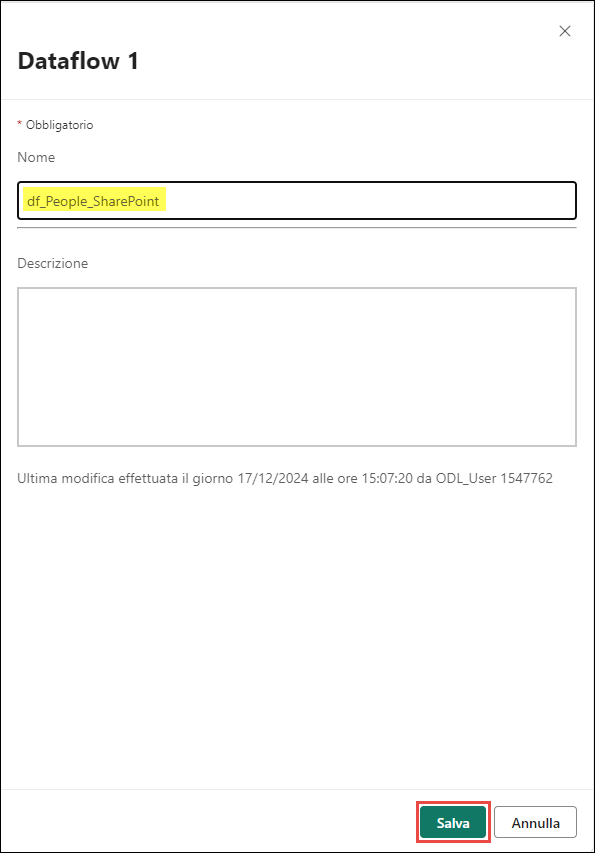 Dataflow 1
* Obbligatorio
Nome
df_People_SharePoint
Descrizione
Ultima modifica effettuata il giorno 17/12/2024 alle ore 15:07:20 da ODL_User 1547762
Salva
Annulla